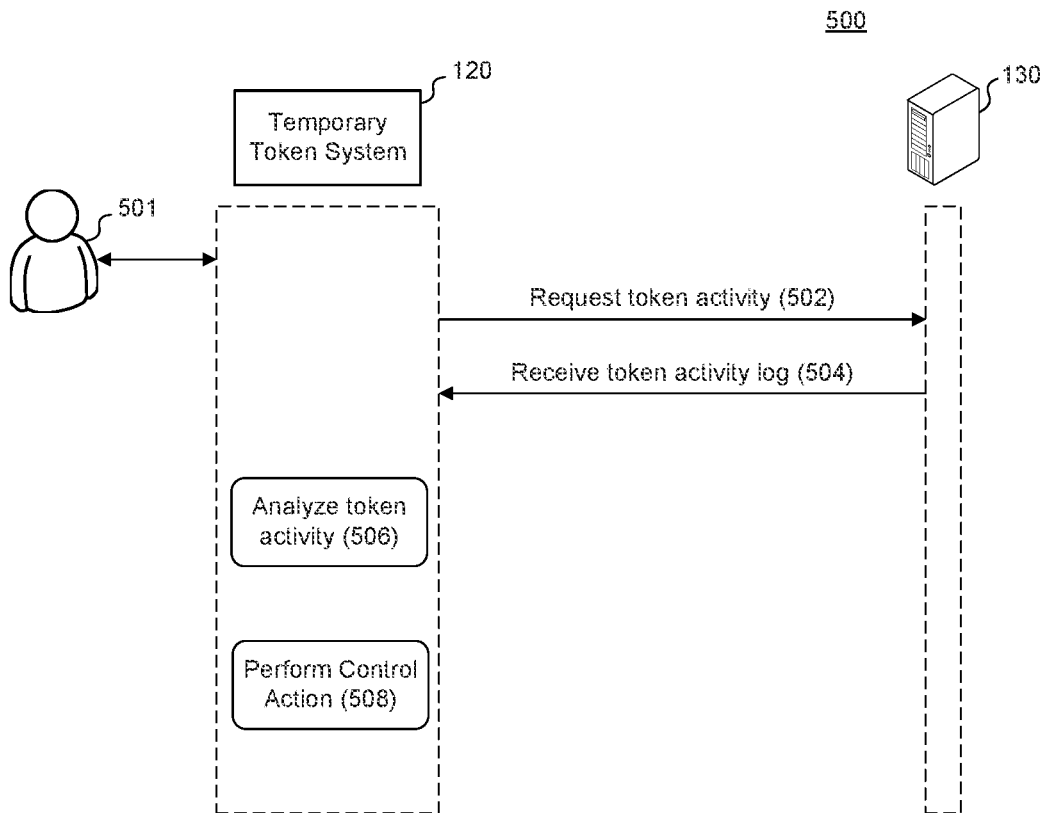 500
120
130
Temporary
Token System
501
Request token activity (502)
Receive token activity log (504)
Analyze token
activity (506)
Perform Control
Action (508)